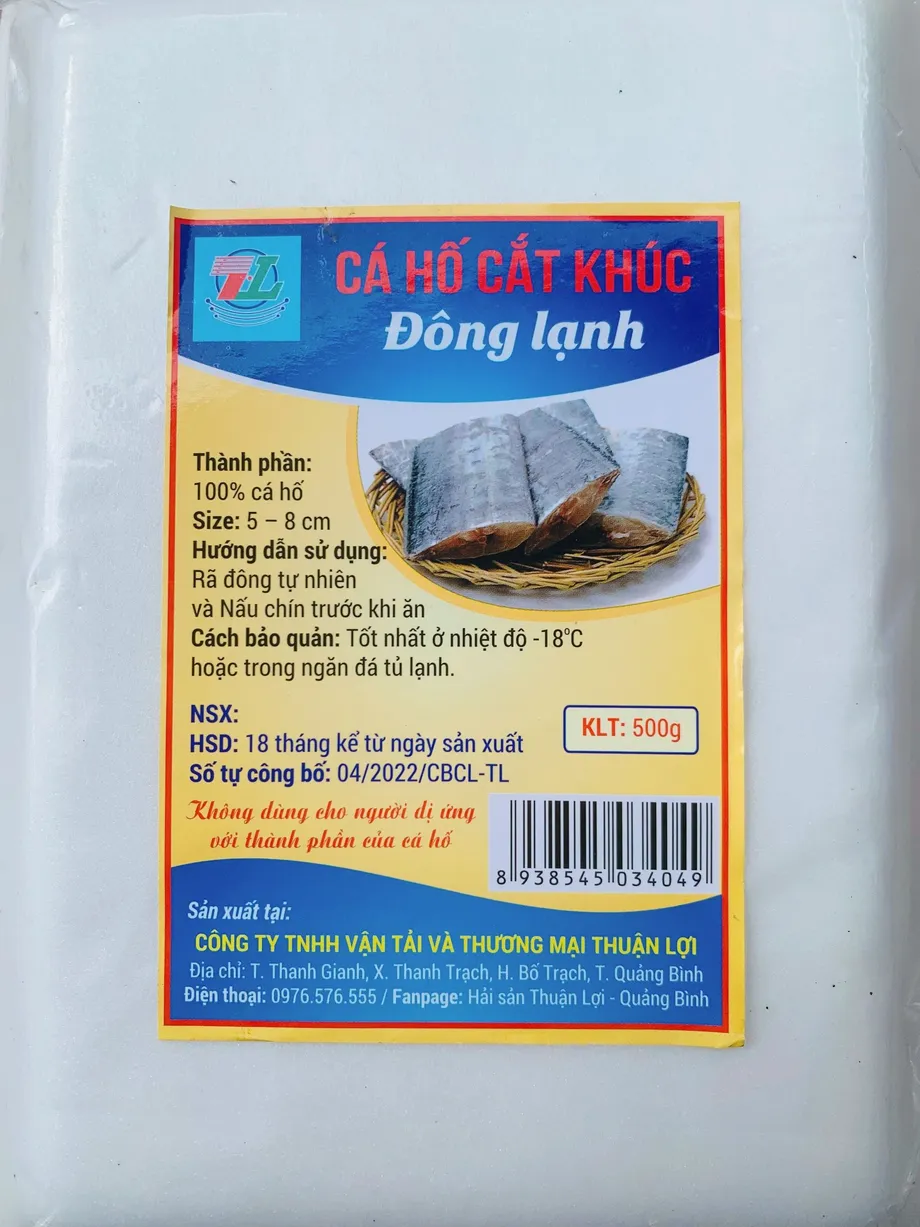 TL
CÁ HỐ CẮT KHÚC
Đông lạnh
Thành phần:
100% cá hố
Size: 5 – 8 cm
Hướng dẫn sử dụng:
Rã đông tự nhiên
và Nấu chín trước khi ăn
Cách bảo quản: Tốt nhất ở nhiệt độ -18°C
hoặc trong ngăn đá tủ lạnh.
NSX:
HSD: 18 tháng kể từ ngày sản xuất
Số tự công bố: 04/2022/CBCL-TL
KLT: 500g
Không dùng cho người dị ứng
với thành phần của cá hố
8 938545 034049
Sản xuất tại:
CÔNG TY TNHH VẬN TẢI VÀ THƯƠNG MẠI THUẬN LỢI
Địa chỉ: T. Thanh Gianh, X. Thanh Trạch, H. Bố Trạch, T. Quảng Bình
Điện thoại: 0976.576.555 / Fanpage: Hải sản Thuận Lợi - Quảng Bình